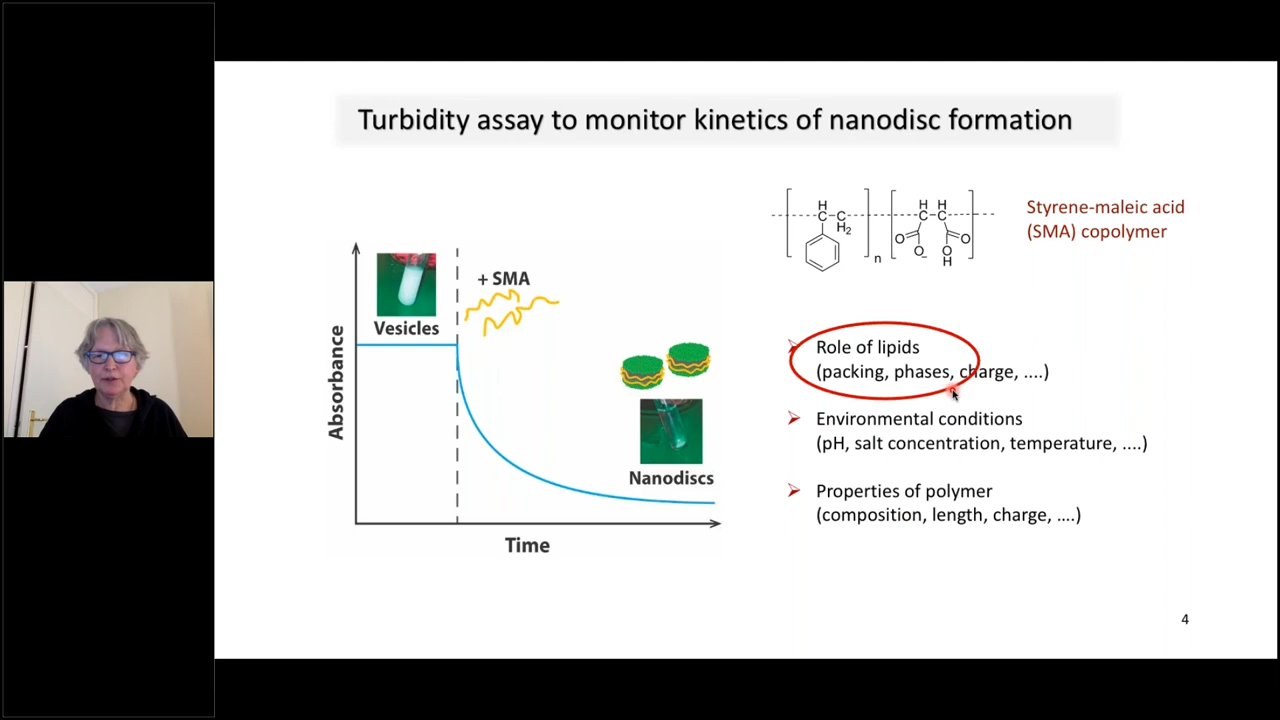 Turbidity assay to monitor kinetics of nanodisc formation
H
C
C
H2
n
H H
C C
O
O
O-
O
H
Styrene-maleic acid
(SMA) copolymer
+ SMA
Vesicles
Absorbance
Nanodiscs
Time
Role of lipids
(packing, phases, charge, ....)
Environmental conditions
(pH, salt concentration, temperature, ....)
Properties of polymer
(composition, length, charge, ....)
4